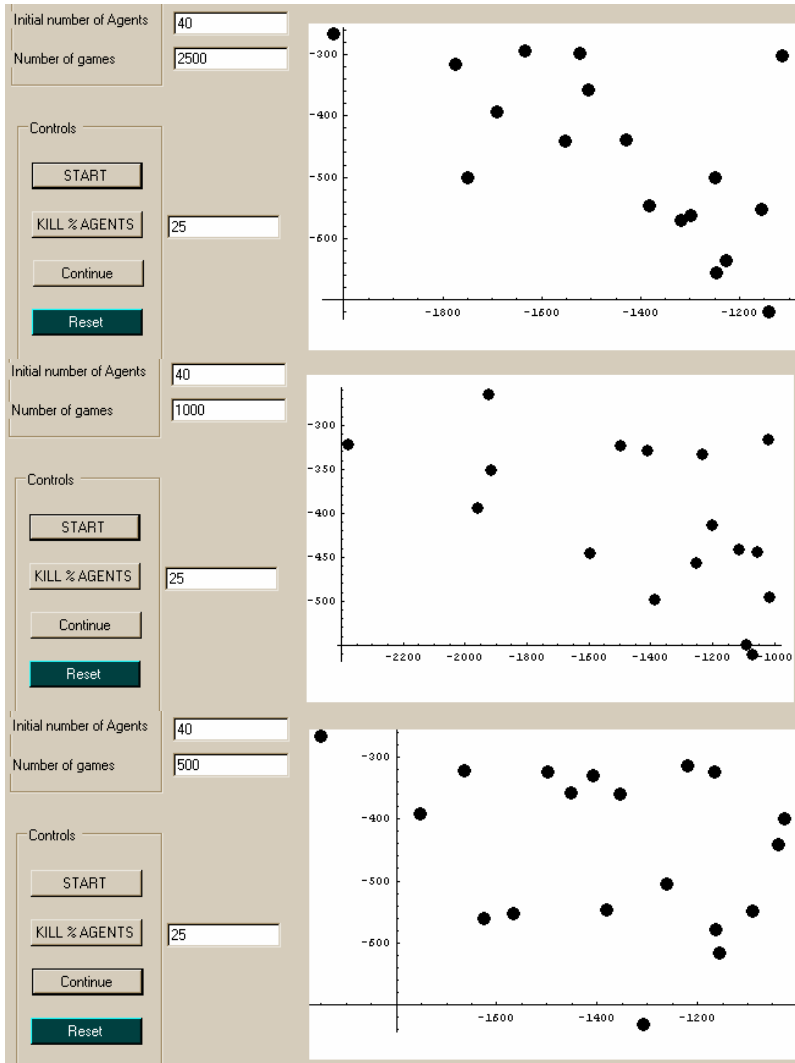 Initial number of Agents 40
Number of games 2500
Controls
START
KILL % AGENTS 25
Continue
Reset
-300
-400
-500
-600
-1800 -1600 -1400 -1200
Initial number of Agents 40
Number of games 1000
Controls
START
KILL % AGENTS 25
Continue
Reset
-300
-350
-400
-450
-500
-2200 -2000 -1800 -1600 -1400 -1200 -1000
Initial number of Agents 40
Number of games 500
Controls
START
KILL % AGENTS 25
Continue
Reset
-300
-400
-500
-600
-1600 -1400 -1200